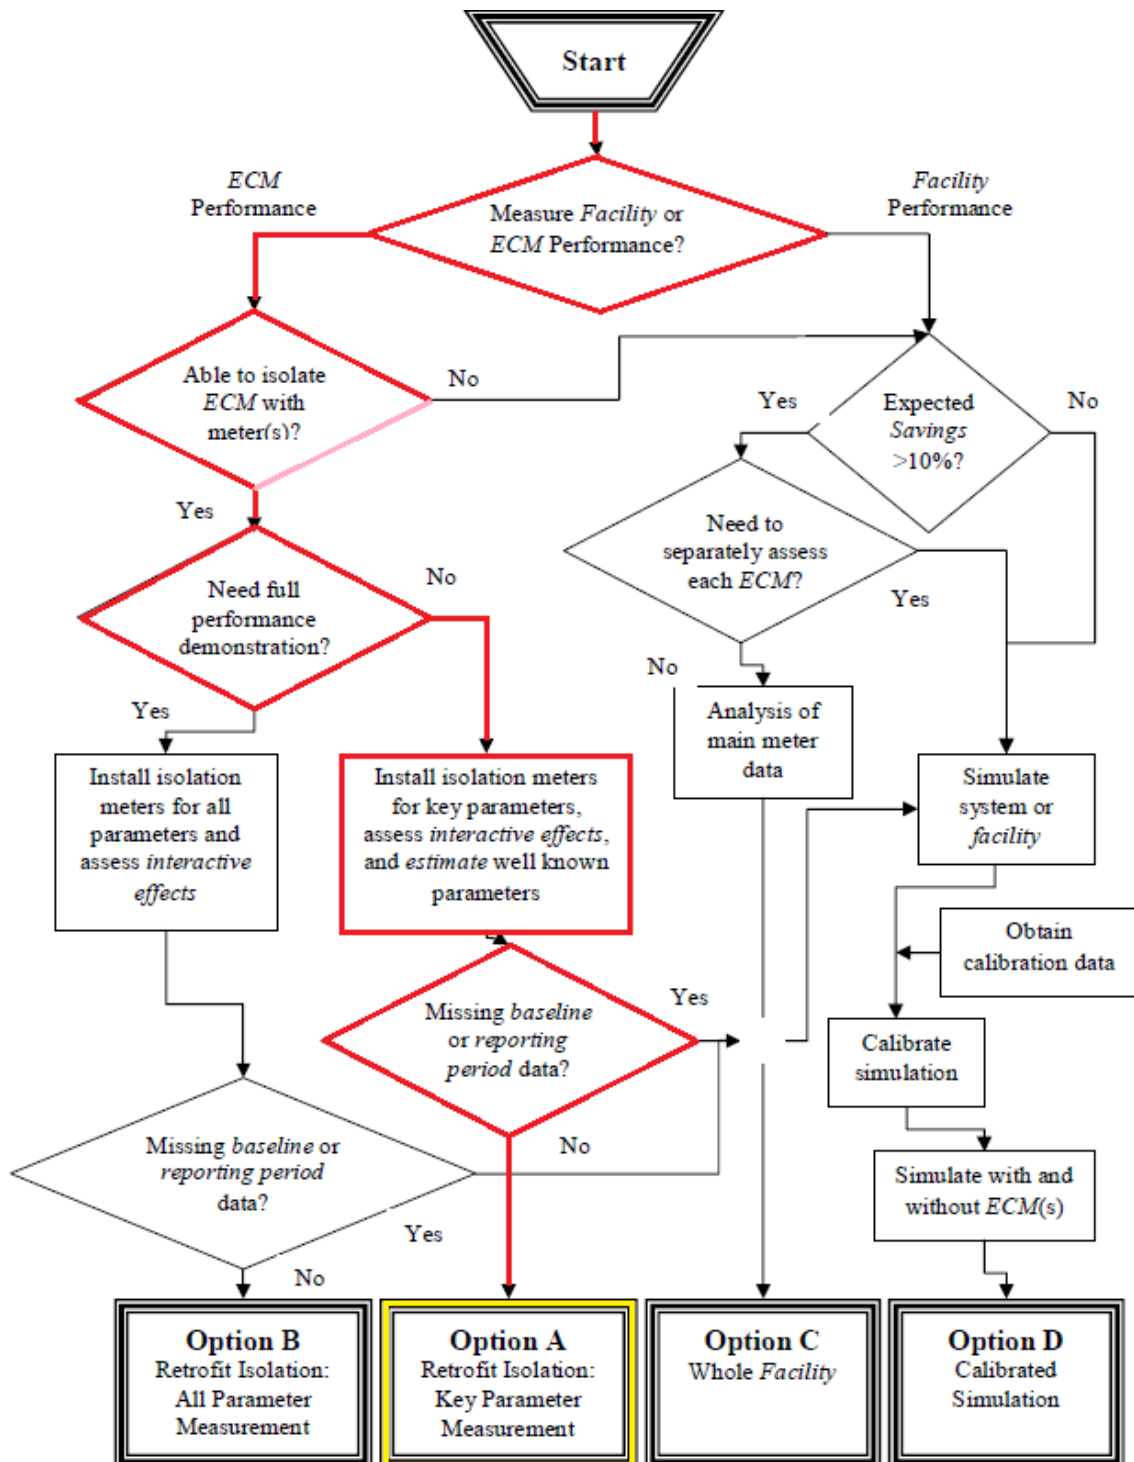 Start
ECM
Performance
Facility
Performance
Measure Facility or
ECM Performance?
Able to isolate
ECM with
meter(s)?
No
Yes
Expected
Savings
>10%?
No
Yes
Need to
separately assess
each ECM?
Yes
Need full
performance
demonstration?
No
No
Yes
Analysis of
main meter
data
Install isolation
meters for all
parameters and
assess interactive
effects
Install isolation meters
for key parameters,
assess interactive effects,
and estimate well known
parameters
Simulate
system or
facility
Obtain
calibration data
Missing baseline
or reporting
period data?
Yes
Calibrate
simulation
No
Missing baseline or
reporting period
data?
Simulate with and
without ECM(s)
Yes
No
Option B
Retrofit Isolation:
All Parameter
Measurement
Option A
Retrofit Isolation:
Key Parameter
Measurement
Option C
Whole Facility
Option D
Calibrated
Simulation